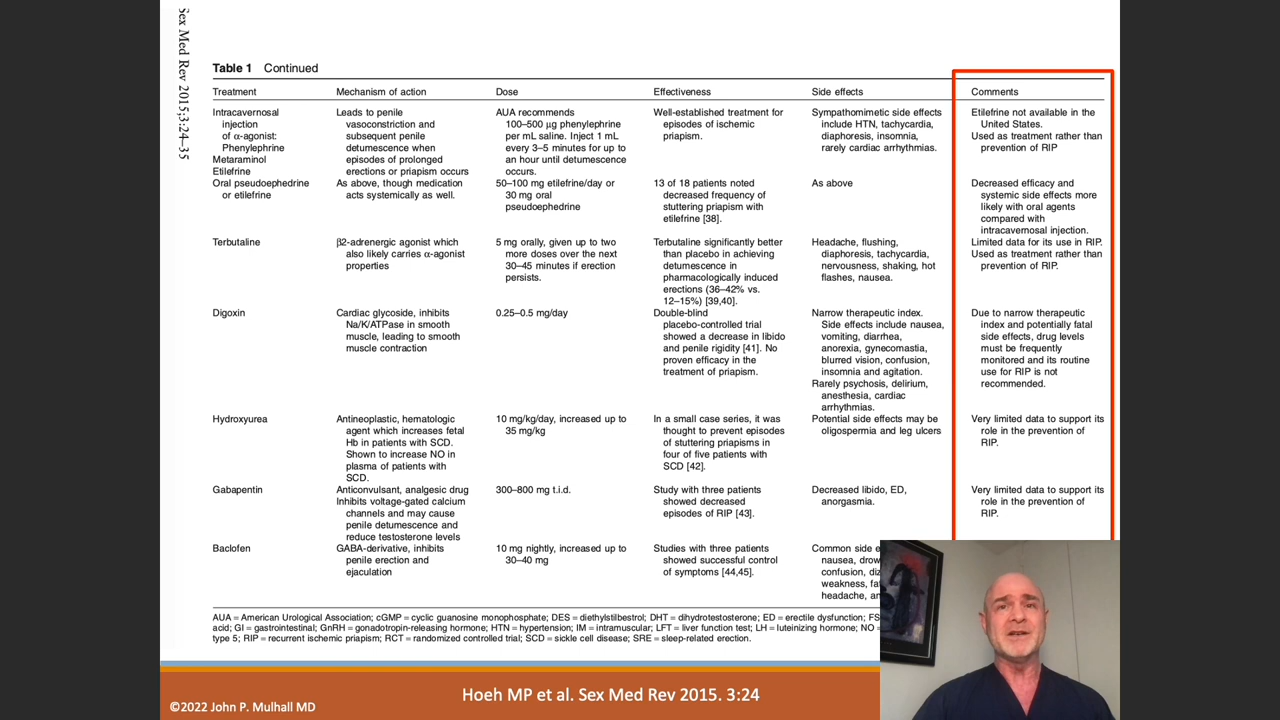 Sex Med Rev 2015;3:24–35
Table 1 Continued
Treatment Mechanism of action Dose Effectiveness Side effects Comments
Intracavernosal
injection
of α-agonist:
Phenylephrine
Metaraminol
Etilefrine
Leads to penile
vasoconstriction and
subsequent penile
detumescence when
episodes of prolonged
erections or priapism occurs
AUA recommends
100–500 μg phenylephrine
per mL saline. Inject 1 mL
every 3–5 minutes for up to
an hour until detumescence
occurs.
Well-established treatment for
episodes of ischemic
priapism.
Sympathomimetic side effects
include HTN, tachycardia,
diaphoresis, insomnia,
rarely cardiac arrhythmias.
Etilefrine not available in the
United States.
Used as treatment rather than
prevention of RIP
Oral pseudoephedrine
or etilefrine
As above, though medication
acts systemically as well.
50–100 mg etilefrine/day or
30 mg oral
pseudoephedrine
13 of 18 patients noted
decreased frequency of
stuttering priapism with
etilefrine [38].
As above
Decreased efficacy and
systemic side effects more
likely with oral agents
compared with
intracavernosal injection.
Terbutaline
β2-adrenergic agonist which
also likely carries α-agonist
properties
5 mg orally, given up to two
more doses over the next
30–45 minutes if erection
persists.
Terbutaline significantly better
than placebo in achieving
detumescence in
pharmacologically induced
erections (36–42% vs.
12–15%) [39,40].
Headache, flushing,
diaphoresis, tachycardia,
nervousness, shaking, hot
flashes, nausea.
Limited data for its use in RIP.
Used as treatment rather than
prevention of RIP.
Digoxin
Cardiac glycoside, inhibits
Na/K/ATPase in smooth
muscle, leading to smooth
muscle contraction
0.25–0.5 mg/day
Double-blind
placebo-controlled trial
showed a decrease in libido
and penile rigidity [41]. No
proven efficacy in the
treatment of priapism.
Narrow therapeutic index.
Side effects include nausea,
vomiting, diarrhea,
anorexia, gynecomastia,
blurred vision, confusion,
insomnia and agitation.
Rarely psychosis, delirium,
anesthesia, cardiac
arrhythmias.
Due to narrow therapeutic
index and potentially fatal
side effects, drug levels
must be frequently
monitored and its routine
use for RIP is not
recommended.
Hydroxyurea
Antineoplastic, hematologic
agent which increases fetal
Hb in patients with SCD.
Shown to increase NO in
plasma of patients with
SCD.
10 mg/kg/day, increased up to
35 mg/kg
In a small case series, it was
thought to prevent episodes
of stuttering priapisms in
four of five patients with
SCD [42].
Potential side effects may be
oligospermia and leg ulcers
Very limited data to support its
role in the prevention of
RIP.
Gabapentin
Anticonvulsant, analgesic drug
Inhibits voltage-gated calcium
channels and may cause
penile detumescence and
reduce testosterone levels
300–800 mg t.i.d.
Study with three patients
showed decreased
episodes of RIP [43].
Decreased libido, ED,
anorgasmia.
Very limited data to support its
role in the prevention of
RIP.
Baclofen
GABA-derivative, inhibits
penile erection and
ejaculation
10 mg nightly, increased up to
30–40 mg
Studies with three patients
showed successful control
of symptoms [44,45].
Common side e
nausea, drow
confusion, diz
weakness, fat
headache, an
AUA = American Urological Association; cGMP = cyclic guanosine monophosphate; DES = diethylstilbestrol; DHT = dihydrotestosterone; ED = erectile dysfunction; FS
acid; GI = gastrointestinal; GnRH = gonadotropin-releasing hormone; HTN = hypertension; IM = intramuscular; LFT = liver function test; LH = luteinizing hormone; NO =
type 5; RIP = recurrent ischemic priapism; RCT = randomized controlled trial; SCD = sickle cell disease; SRE = sleep-related erection.
Hoeh MP et al. Sex Med Rev 2015. 3:24
©2022 John P. Mulhall MD